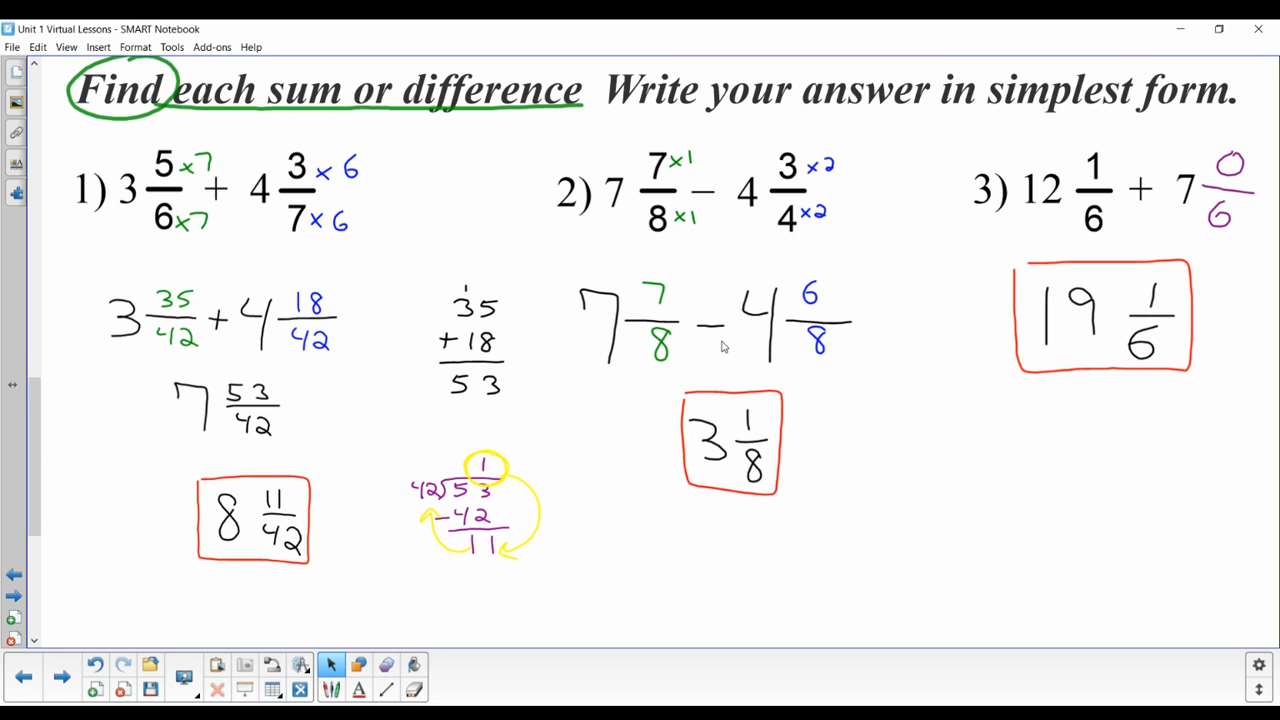 Unit 1 Virtual Lessons - SMART Notebook
File Edit View Insert Format Tools Add-ons Help
Find each sum or difference Write your answer in simplest form.
1) 3 5/6 ×7/×7 + 4 3/7 ×6/×6
3 35/42 + 4 18/42
7 53/42
8 11/42
1
35
+ 18
53
1
42)53
- 42
11
2) 7 7/8 ×1/×1 - 4 3/4 ×2/×2
7 7/8 - 4 6/8
3 1/8
3) 12 1/6 + 7 0/6
19 1/6